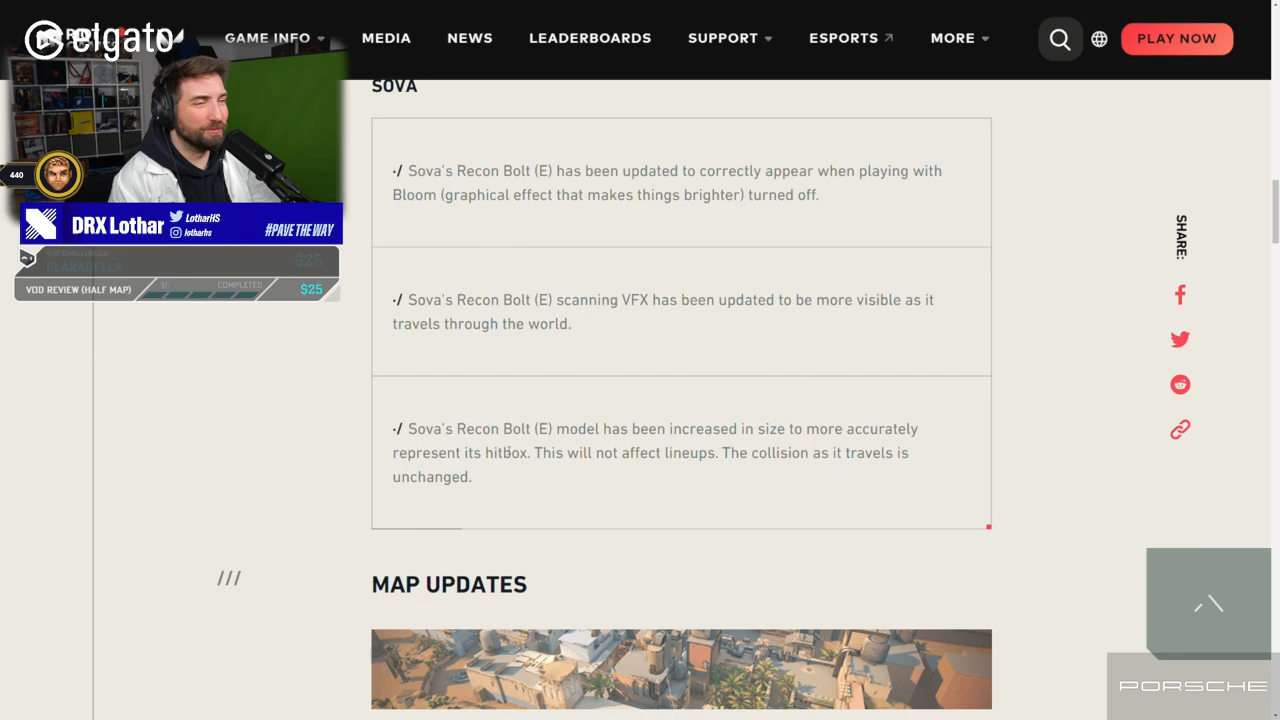 elgato
GAME INFO
MEDIA
NEWS
LEADERBOARDS
SUPPORT
ESPORTS
MORE
PLAY NOW
SOVA
440
DRX Lothar
LotharHS
lotharhs
#PAVETHEWAY
$25
CLARABELLA
VOD REVIEW (HALF MAP)
COMPLETED
$25
·/ Sova's Recon Bolt (E) has been updated to correctly appear when playing with
Bloom (graphical effect that makes things brighter) turned off.
·/ Sova's Recon Bolt (E) scanning VFX has been updated to be more visible as it
travels through the world.
·/ Sova's Recon Bolt (E) model has been increased in size to more accurately
represent its hitbox. This will not affect lineups. The collision as it travels is
unchanged.
SHARE:
///
MAP UPDATES
PORSCHE